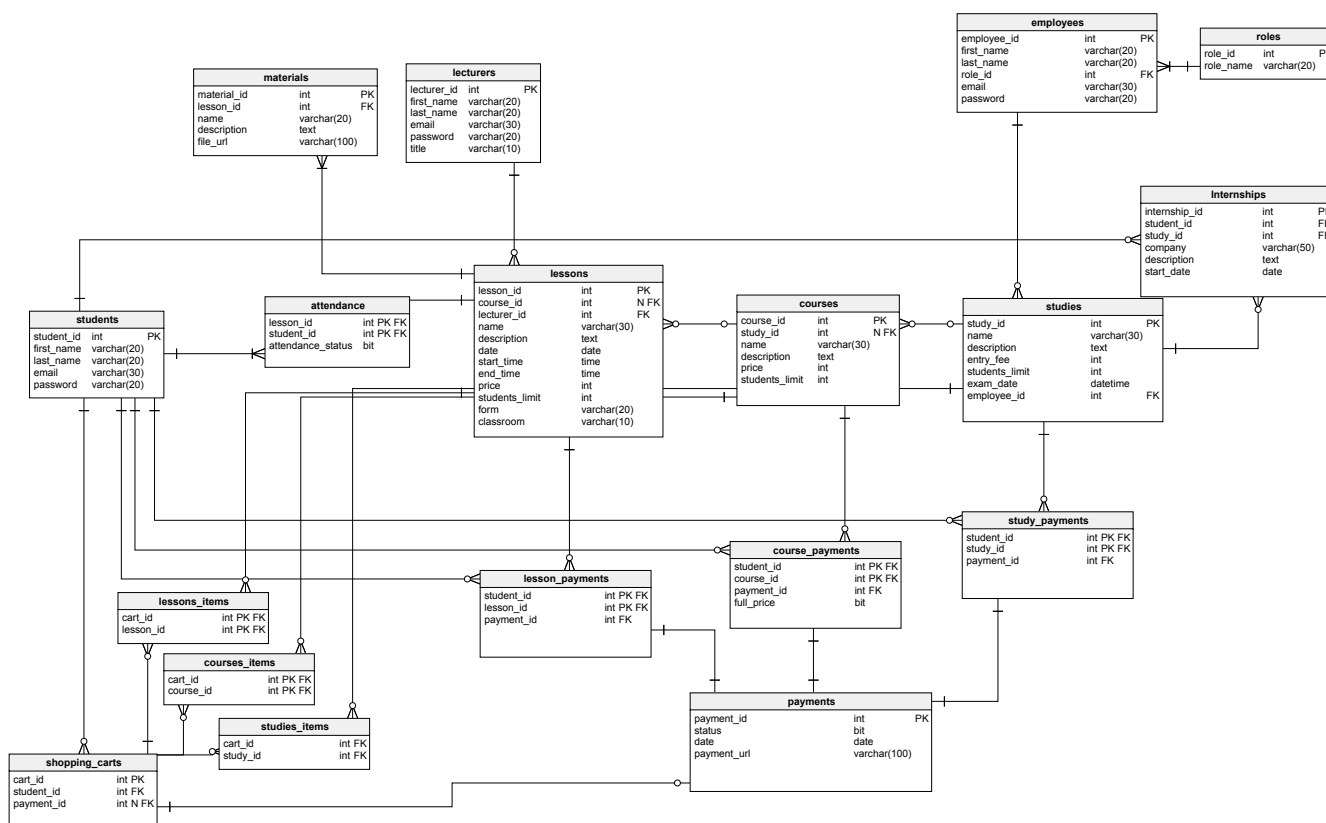 employees
employee_id int PK
first_name varchar(20)
last_name varchar(20)
role_id int FK
email varchar(30)
password varchar(20)
roles
role_id int P
role_name varchar(20)
materials
material_id int PK
lesson_id int FK
name varchar(20)
description text
file_url varchar(100)
lecturers
lecturer_id int PK
first_name varchar(20)
last_name varchar(20)
email varchar(30)
password varchar(20)
title varchar(10)
Internships
internship_id int P
student_id int F
study_id int F
company varchar(50)
description text
start_date date
students
student_id int PK
first_name varchar(20)
last_name varchar(20)
email varchar(30)
password varchar(20)
attendance
lesson_id int PK FK
student_id int PK FK
attendance_status bit
lessons
lesson_id int PK
course_id int N FK
lecturer_id int FK
name varchar(30)
description text
date date
start_time time
end_time time
price int
students_limit int
form varchar(20)
classroom varchar(10)
courses
course_id int PK
study_id int N FK
name varchar(30)
description text
price int
students_limit int
studies
study_id int PK
name varchar(30)
description text
entry_fee int
students_limit int
exam_date datetime
employee_id int FK
study_payments
student_id int PK FK
study_id int PK FK
payment_id int FK
course_payments
student_id int PK FK
course_id int PK FK
payment_id int FK
full_price bit
lesson_payments
student_id int PK FK
lesson_id int PK FK
payment_id int FK
lessons_items
cart_id int PK FK
lesson_id int PK FK
courses_items
cart_id int PK FK
course_id int PK FK
studies_items
cart_id int FK
study_id int FK
payments
payment_id int PK
status bit
date date
payment_url varchar(100)
shopping_carts
cart_id int PK
student_id int FK
payment_id int N FK